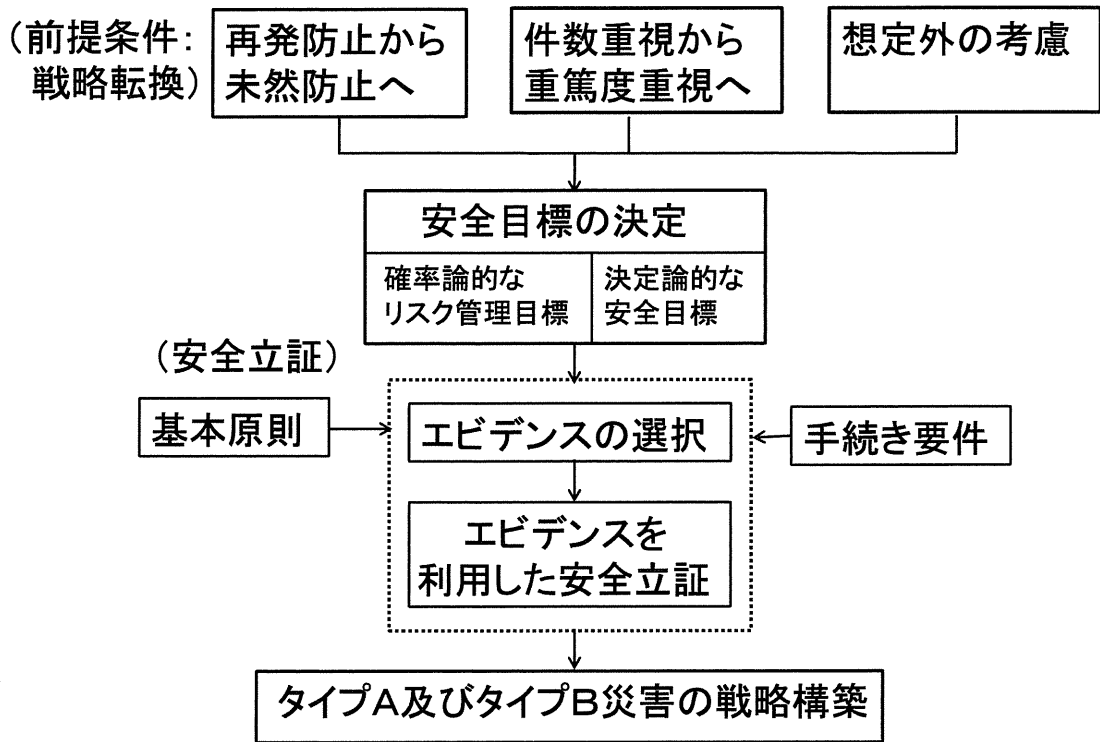 （前提条件：
戦略転換）
再発防止から
未然防止へ
件数重視から
重篤度重視へ
想定外の考慮
安全目標の決定
確率論的な
リスク管理目標
決定論的な
安全目標
（安全立証）
基本原則
エビデンスの選択
手続き要件
エビデンスを
利用した安全立証
タイプA及びタイプB災害の戦略構築